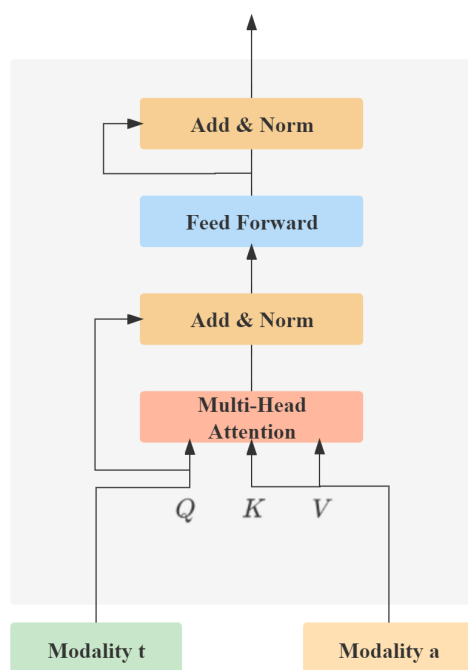 Add & Norm
Feed Forward
Add & Norm
Multi-Head
Attention
Q K V
Modality t Modality a